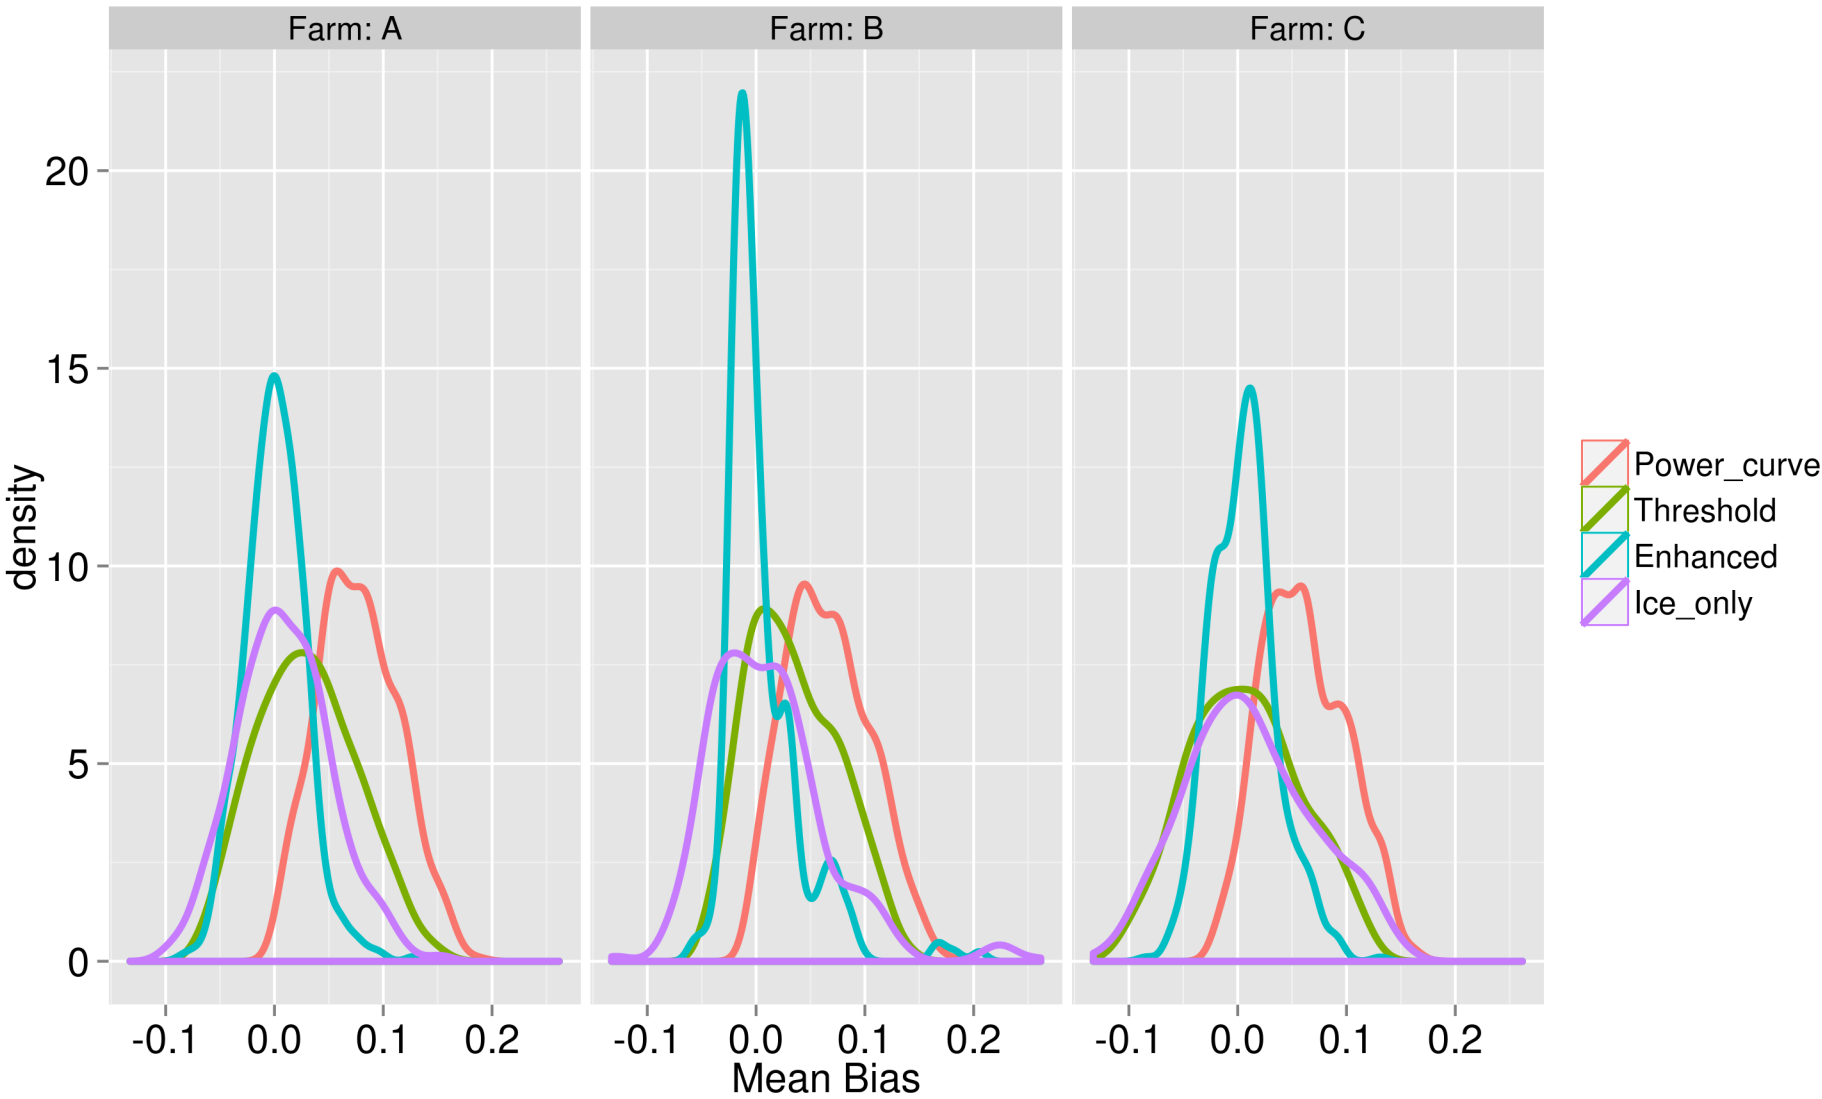 Farm: A
Farm: B
Farm: C
20
15
10
5
0
density
-0.1 0.0 0.1 0.2
-0.1 0.0 0.1 0.2
-0.1 0.0 0.1 0.2
Mean Bias
Power_curve
Threshold
Enhanced
Ice_only